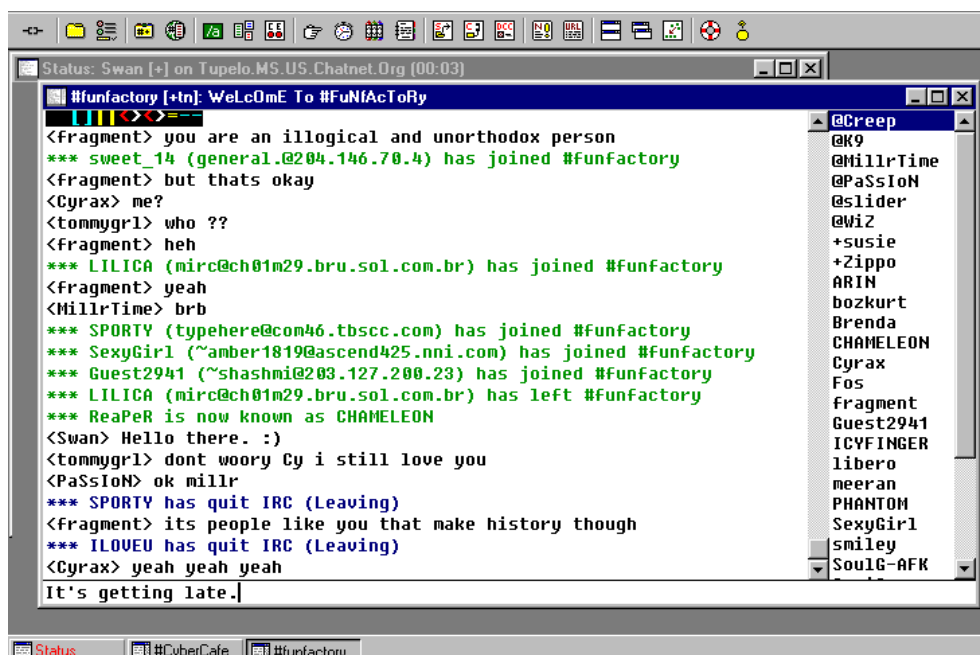 Status: Swan [+] on Tupelo.MS.US.Chatnet.Org (00:03)
#funfactory [+tn]: WeLcOmE To #FuNfAcToRy
<fragment> you are an illogical and unorthodox person
*** sweet_14 (general.@204.146.70.4) has joined #funfactory
<fragment> but thats okay
<Cyrax> me?
<tommygrl> who ??
<fragment> heh
*** LILICA (mirc@ch01m29.bru.sol.com.br) has joined #funfactory
<fragment> yeah
<MillrTime> brb
*** SPORTY (typehere@com46.tbscc.com) has joined #funfactory
*** SexyGirl (~amber1819@ascend425.nni.com) has joined #funfactory
*** Guest2941 (~shashmi@203.127.200.23) has joined #funfactory
*** LILICA (mirc@ch01m29.bru.sol.com.br) has left #funfactory
*** ReaPeR is now known as CHAMELEON
<Swan> Hello there. :)
<tommygrl> dont woory Cy i still love you
<PaSsIoN> ok millr
*** SPORTY has quit IRC (Leaving)
<fragment> its people like you that make history though
*** ILOVEU has quit IRC (Leaving)
<Cyrax> yeah yeah yeah
It's getting late.
@Creep
@K9
@MillrTime
@PaSsIoN
@slider
@WiZ
+susie
+Zippo
ARIN
bozkurt
Brenda
CHAMELEON
Cyrax
Fos
fragment
Guest2941
ICYFINGER
libero
meeran
PHANTOM
SexyGirl
smiley
SoulG-AFK
Status
#CyberCafe
#funfactory